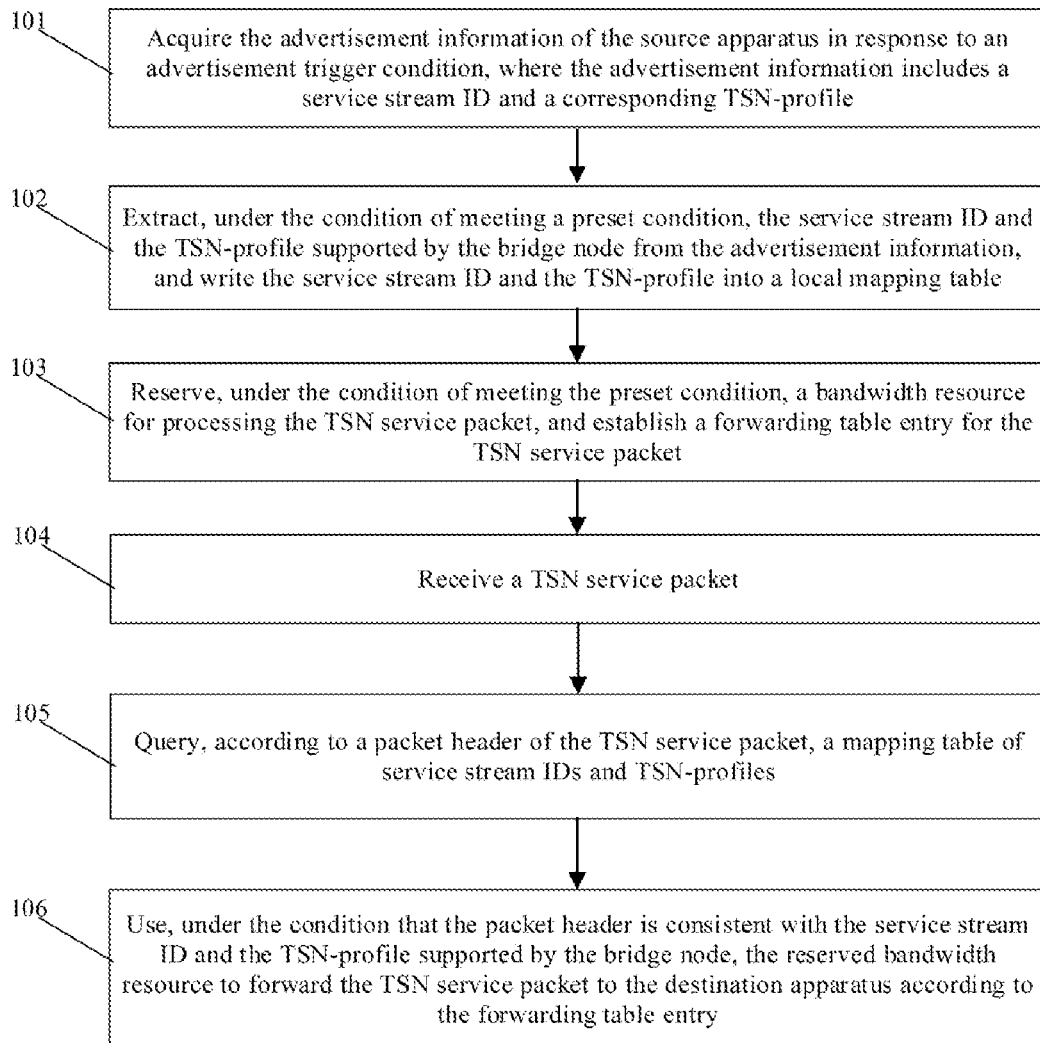 101
Acquire the advertisement information of the source apparatus in response to an
advertisement trigger condition, where the advertisement information includes a
service stream ID and a corresponding TSN-profile
102
Extract, under the condition of meeting a preset condition, the service stream ID and
the TSN-profile supported by the bridge node from the advertisement information,
and write the service stream ID and the TSN-profile into a local mapping table
103
Reserve, under the condition of meeting the preset condition, a bandwidth resource
for processing the TSN service packet, and establish a forwarding table entry for the
TSN service packet
104
Receive a TSN service packet
105
Query, according to a packet header of the TSN service packet, a mapping table of
service stream IDs and TSN-profiles
106
Use, under the condition that the packet header is consistent with the service stream
ID and the TSN-profile supported by the bridge node, the reserved bandwidth
resource to forward the TSN service packet to the destination apparatus according to
the forwarding table entry